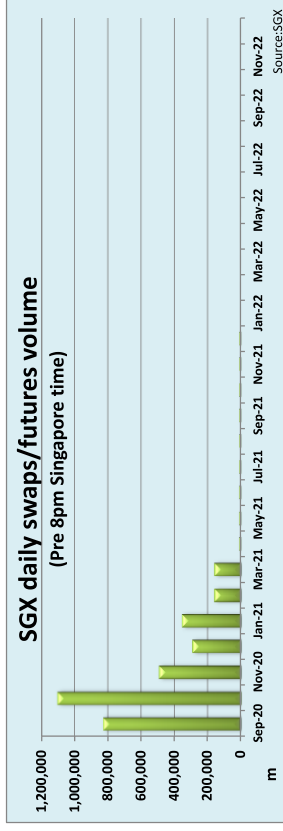 SGX daily swaps/futures volume
(Pre 8pm Singapore time)
1,200,000
1,000,000
800,000
600,000
400,000
200,000
0
m
Sep-20 Nov-20 Jan-21 Mar-21 May-21 Jul-21 Sep-21 Nov-21 Jan-22 Mar-22 May-22 Jul-22 Sep-22 Nov-22
Source:SGX